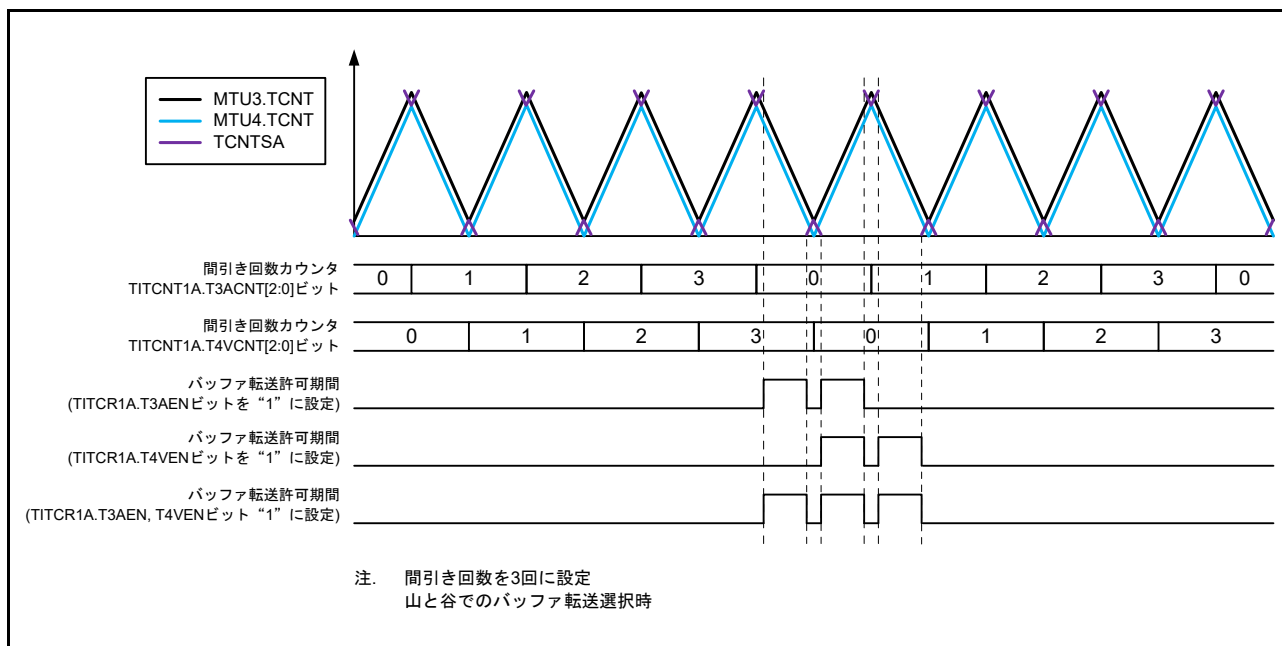 MTU3.TCNT
MTU4.TCNT
TCNTSA
間引き回数カウンタ
TITCNT1A.T3ACNT[2:0]ビット
0 1 2 3 0 1 2 3 0
間引き回数カウンタ
TITCNT1A.T4VCNT[2:0]ビット
0 1 2 3 0 1 2 3
バッファ転送許可期間
(TITCR1A.T3AENビットを“1”に設定)
バッファ転送許可期間
(TITCR1A.T4VENビットを“1”に設定)
バッファ転送許可期間
(TITCR1A.T3AEN, T4VENビット“1”に設定)
注. 間引き回数を3回に設定
山と谷でのバッファ転送選択時